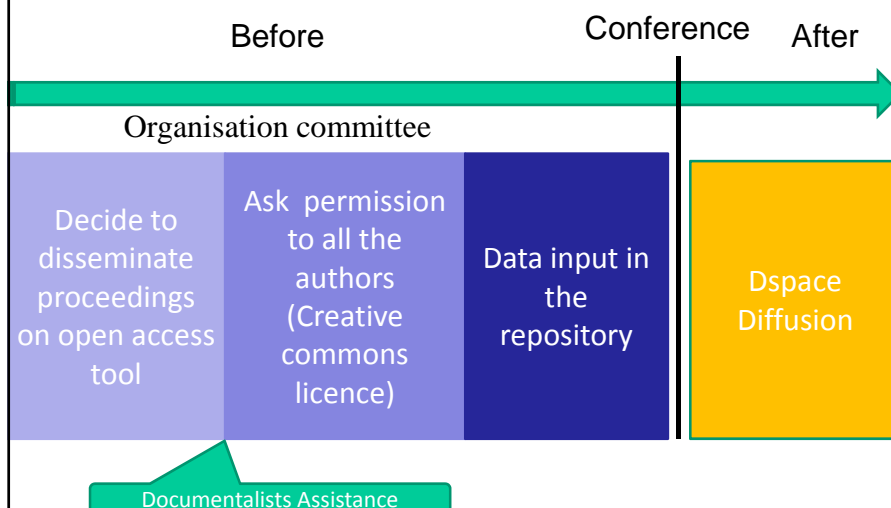 Before
Conference
After
Organisation committee
Decide to
disseminate
proceedings
on open access
tool
Ask permission
to all the
authors
(Creative
commons
licence)
Data input in
the
repository
Dspace
Diffusion
Documentalists Assistance